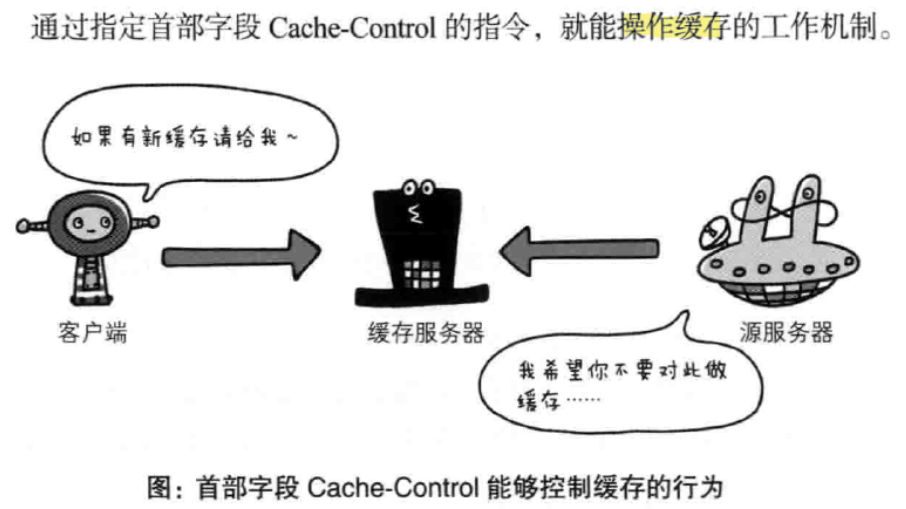 通过指定首部字段 Cache-Control 的指令，就能操作缓存的工作机制。
如果有新缓存请给我～
客户端
缓存服务器
源服务器
我希望你不要对此做
缓存……
图：首部字段 Cache-Control 能够控制缓存的行为